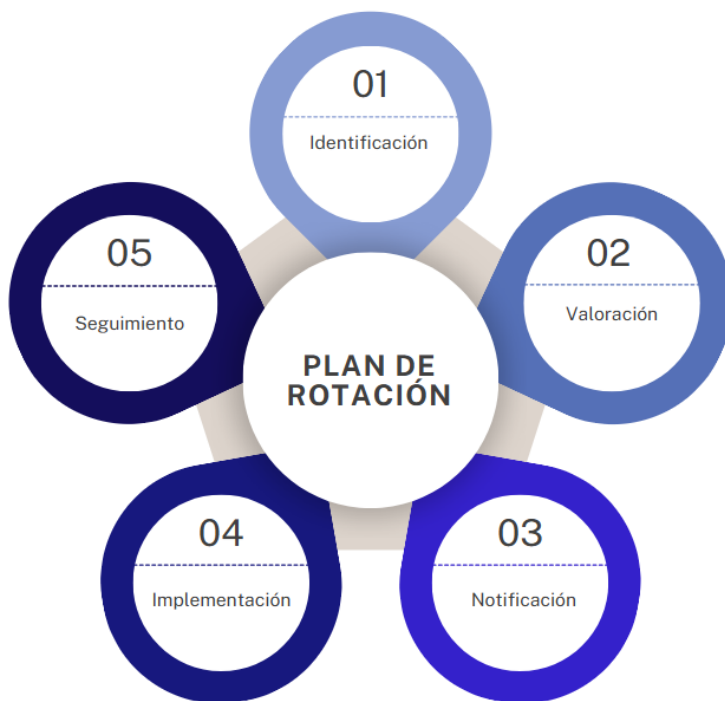 01
Identificación
02
Valoración
03
Notificación
04
Implementación
05
Seguimiento
PLAN DE
ROTACIÓN